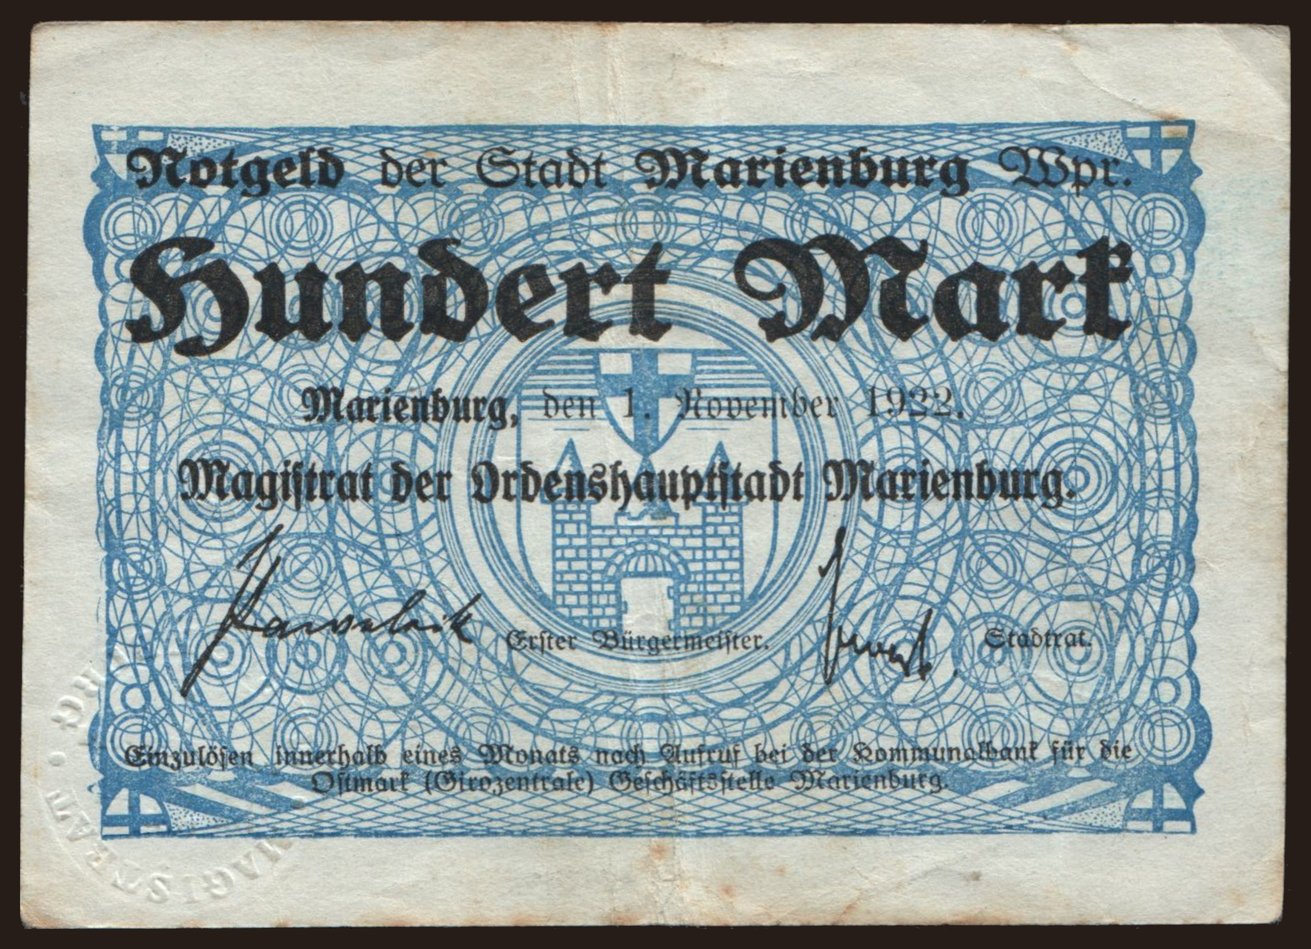 Notgeld der Stadt Marienburg Wpr.
Hundert Mark
Marienburg, den 1. November 1922.
Magistrat der Ordenshauptstadt Marienburg.
Erster Bürgermeister. Stadtrat.
Einzulösen innerhalb eines Monats nach Aufruf bei der Kommunalbank für die
Ostmark (Girozentrale) Geschäftsstelle Marienburg.
MAGISTRAT